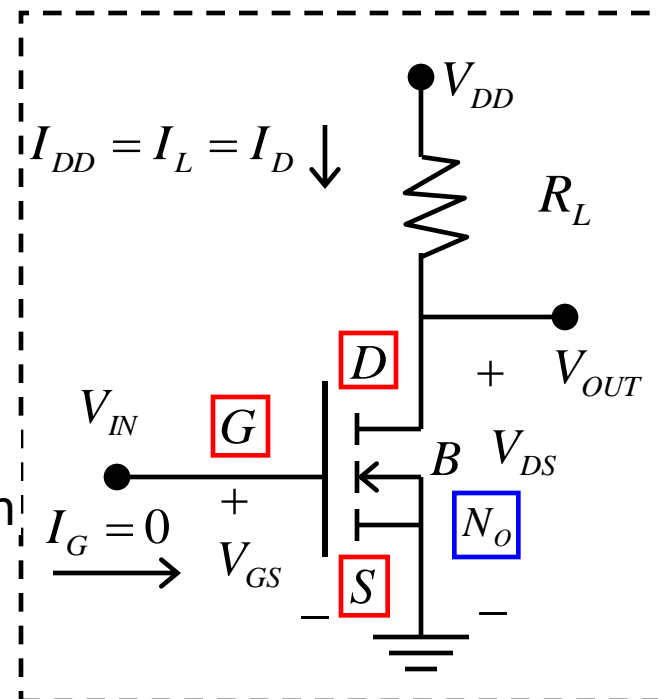 V_DD
I_DD = I_L = I_D
R_L
D
+
V_OUT
V_IN
G
B
V_DS
+
n
I_G = 0
N_O
V_GS
S
−
−